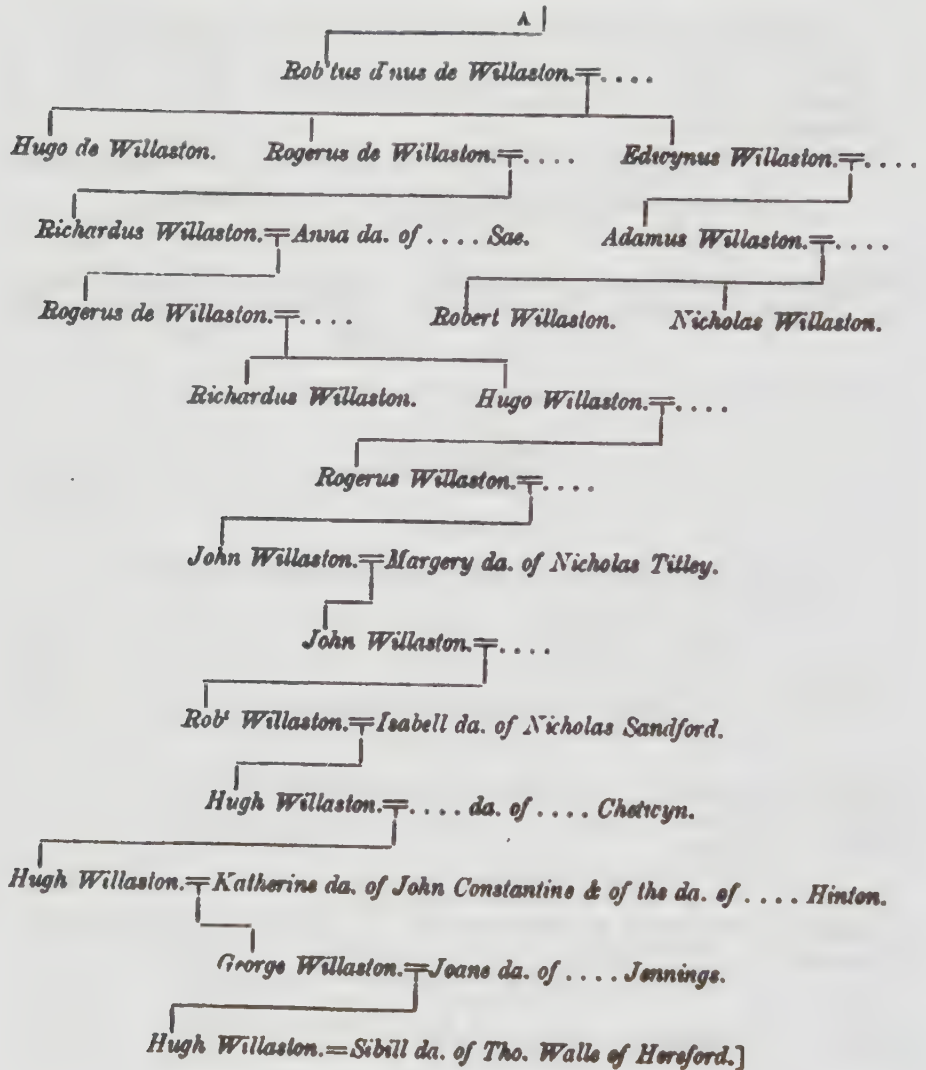 A
Rob'tus d'nus de Willaston.=. . . .
Hugo de Willaston. Rogerus de Willaston.=. . . . Edwynus Willaston.=. . . .
Richardus Willaston.=Anna da. of . . . . Sae. Adamus Willaston.=. . . .
Rogerus de Willaston.=. . . . Robert Willaston. Nicholas Willaston.
Richardus Willaston. Hugo Willaston.=. . . .
Rogerus Willaston.=. . . .
John Willaston.=Margery da. of Nicholas Titley.
John Willaston.=. . . .
Robt Willaston.=Isabell da. of Nicholas Sandford.
Hugh Willaston.=. . . . da. of . . . . Chetwyn.
Hugh Willaston.=Katherine da. of John Constantine & of the da. of . . . . Hinton.
George Willaston.=Joane da. of . . . . Jennings.
Hugh Willaston.=Sibill da. of Tho. Walls of Hereford.]